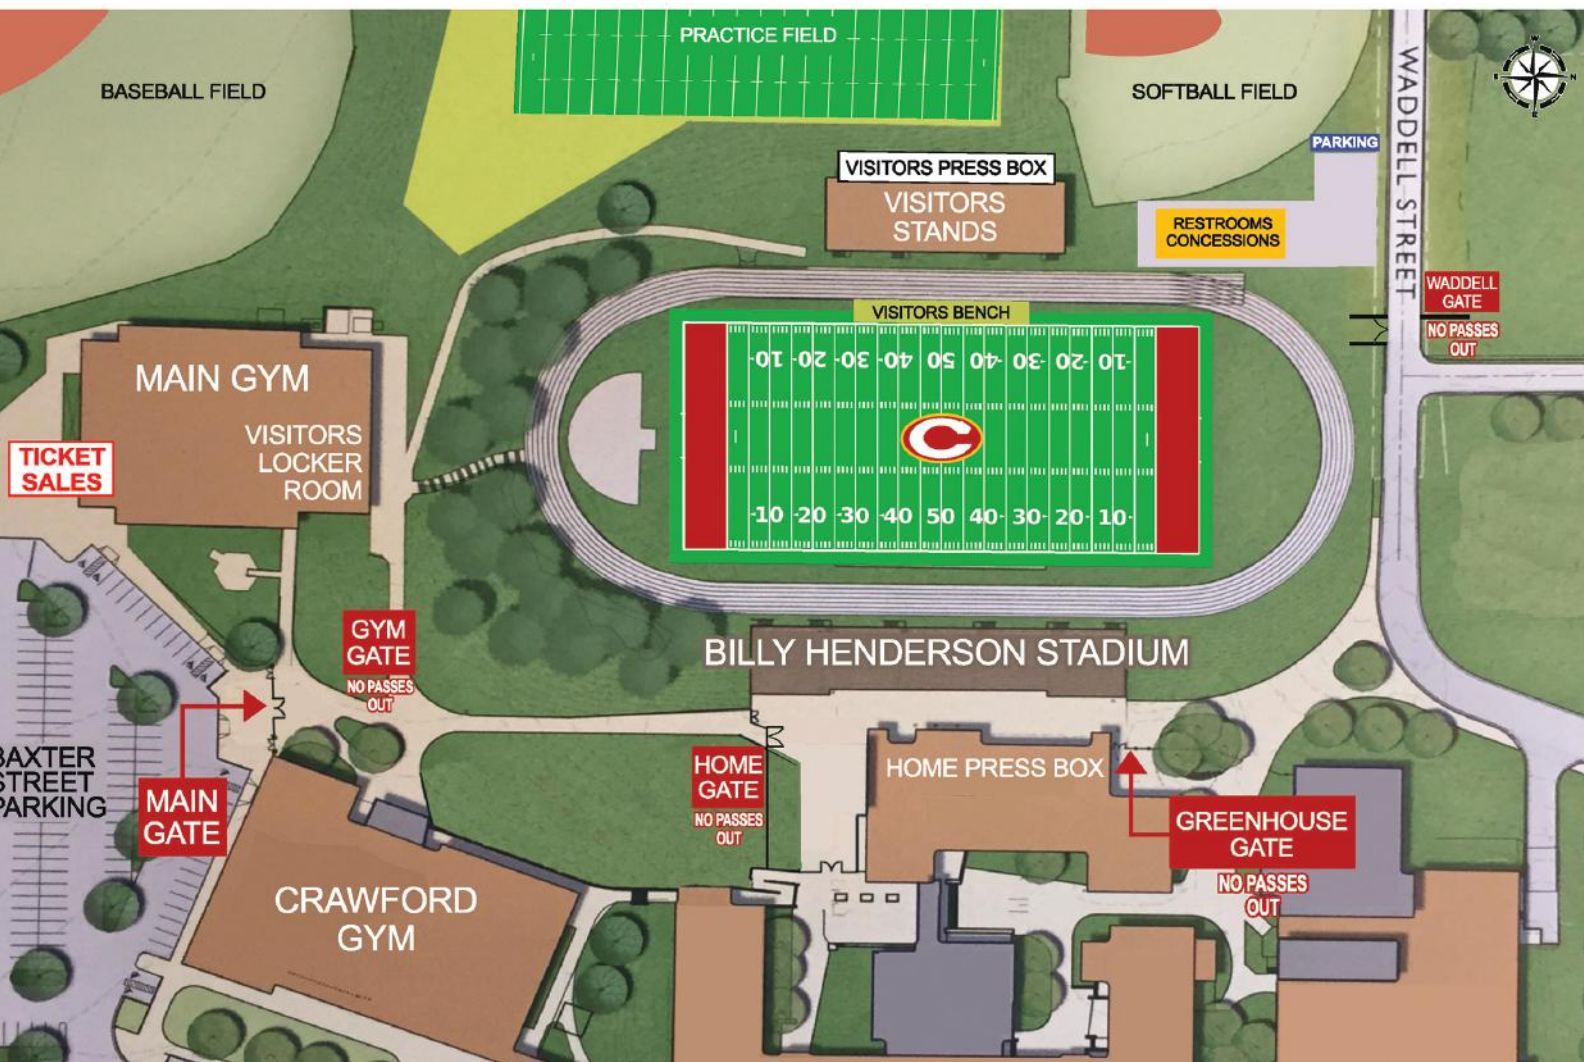 PRACTICE FIELD
BASEBALL FIELD
SOFTBALL FIELD
WADDELL STREET
PARKING
VISITORS PRESS BOX
VISITORS
STANDS
RESTROOMS
CONCESSIONS
WADDELL
GATE
NO PASSES
OUT
VISITORS BENCH
10 20 30 40 50 40 30 20 10
C
10 20 30 40 50 40 30 20 10
MAIN GYM
VISITORS
LOCKER
ROOM
TICKET
SALES
GYM
GATE
NO PASSES
OUT
BILLY HENDERSON STADIUM
BAXTER
STREET
PARKING
MAIN
GATE
HOME
GATE
NO PASSES
OUT
HOME PRESS BOX
GREENHOUSE
GATE
NO PASSES
OUT
CRAWFORD
GYM